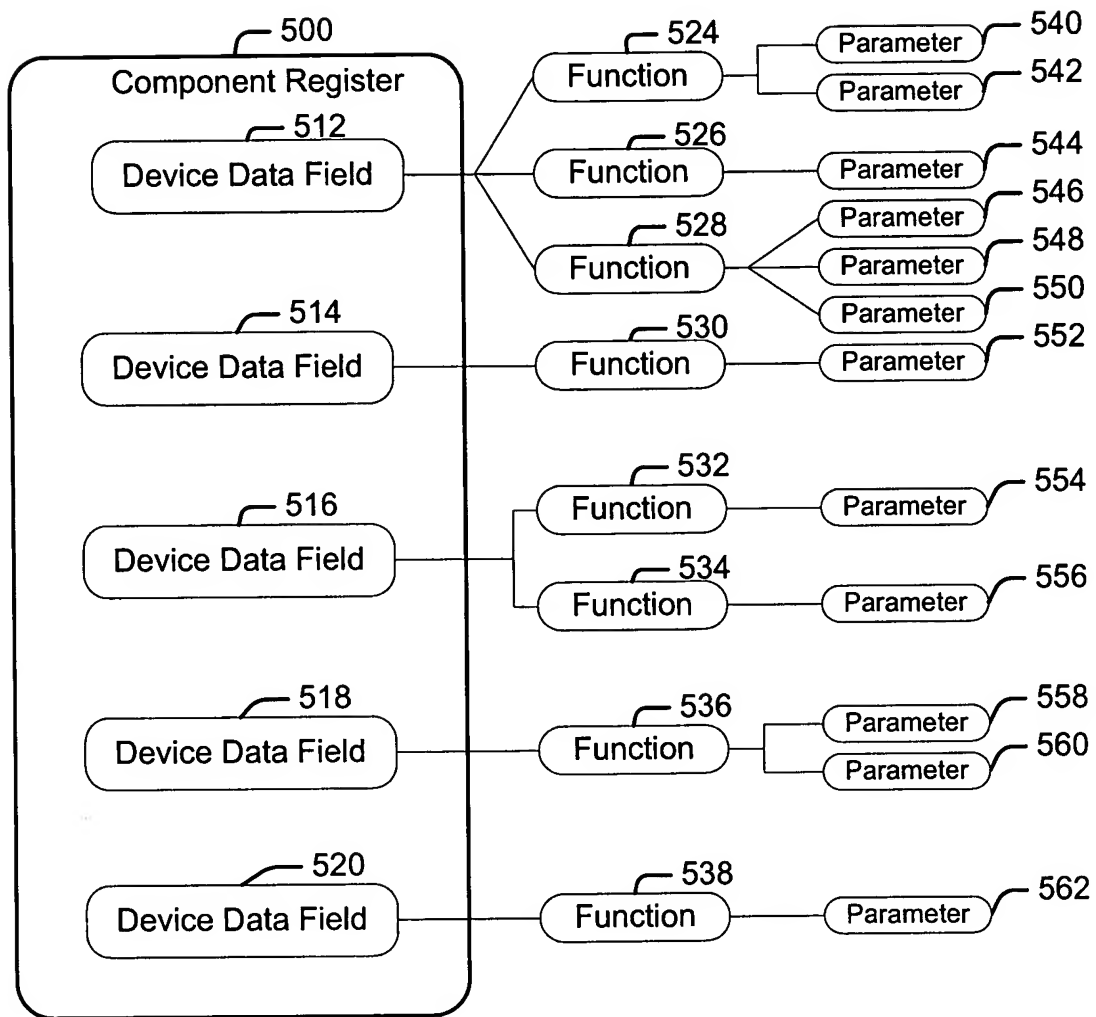 500
Component Register
512
Device Data Field
514
Device Data Field
516
Device Data Field
518
Device Data Field
520
Device Data Field
524
Function
526
Function
528
Function
530
Function
532
Function
534
Function
536
Function
538
Function
Parameter 540
Parameter 542
Parameter 544
Parameter 546
Parameter 548
Parameter 550
Parameter 552
Parameter 554
Parameter 556
Parameter 558
Parameter 560
Parameter 562